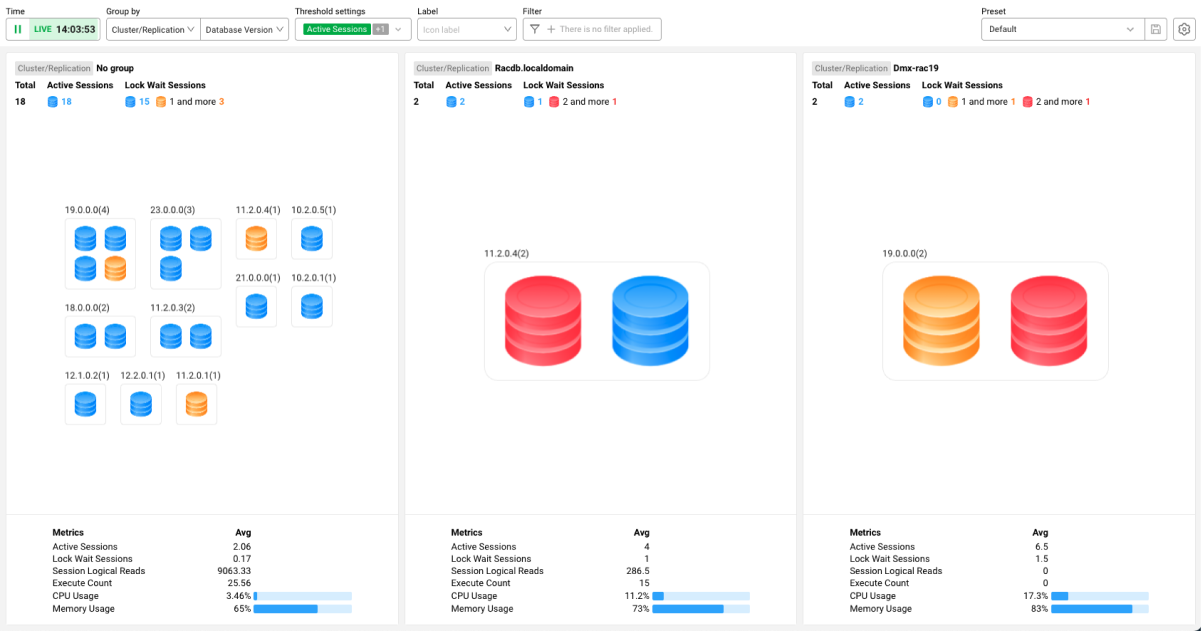 Time
Group by
Threshold settings
Label
Filter
Preset
LIVE 14:03:53
Cluster/Replication
Database Version
Active Sessions +1
Icon label
There is no filter applied.
Default
Cluster/Replication No group
Total Active Sessions Lock Wait Sessions
18 18 15 1 and more 3
19.0.0.0(4) 23.0.0.0(3) 11.2.0.4(1) 10.2.0.5(1)
21.0.0.0(1) 10.2.0.1(1)
18.0.0.0(2) 11.2.0.3(2)
12.1.0.2(1) 12.2.0.1(1) 11.2.0.1(1)
Metrics Avg
Active Sessions 2.06
Lock Wait Sessions 0.17
Session Logical Reads 9063.33
Execute Count 25.56
CPU Usage 3.46%
Memory Usage 65%
Cluster/Replication Racdb.localdomain
Total Active Sessions Lock Wait Sessions
2 2 1 2 and more 1
11.2.0.4(2)
Metrics Avg
Active Sessions 4
Lock Wait Sessions 1
Session Logical Reads 286.5
Execute Count 15
CPU Usage 11.2%
Memory Usage 73%
Cluster/Replication Dmx-rac19
Total Active Sessions Lock Wait Sessions
2 2 0 1 and more 1 2 and more 1
19.0.0.0(2)
Metrics Avg
Active Sessions 6.5
Lock Wait Sessions 1.5
Session Logical Reads 0
Execute Count 0
CPU Usage 17.3%
Memory Usage 83%